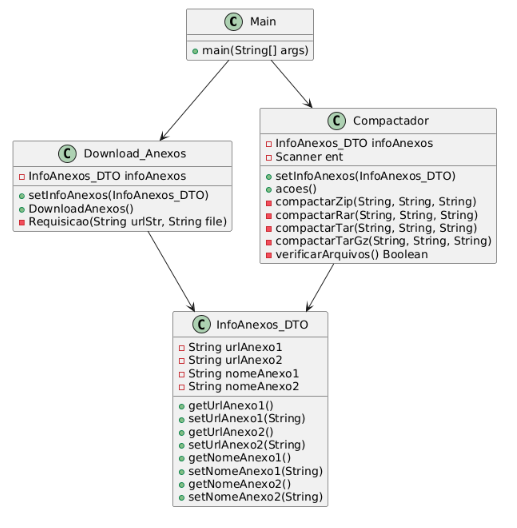 C Main
main(String[] args)
C Download_Anexos
InfoAnexos_DTO infoAnexos
setInfoAnexos(InfoAnexos_DTO)
DownloadAnexos()
Requisicao(String urlStr, String file)
C Compactador
InfoAnexos_DTO infoAnexos
Scanner ent
setInfoAnexos(InfoAnexos_DTO)
acoes()
compactarZip(String, String, String)
compactarRar(String, String, String)
compactarTar(String, String, String)
compactarTarGz(String, String, String)
verificarArquivos() Boolean
C InfoAnexos_DTO
String urlAnexo1
String urlAnexo2
String nomeAnexo1
String nomeAnexo2
getUrlAnexo1()
setUrlAnexo1(String)
getUrlAnexo2()
setUrlAnexo2(String)
getNomeAnexo1()
setNomeAnexo1(String)
getNomeAnexo2()
setNomeAnexo2(String)